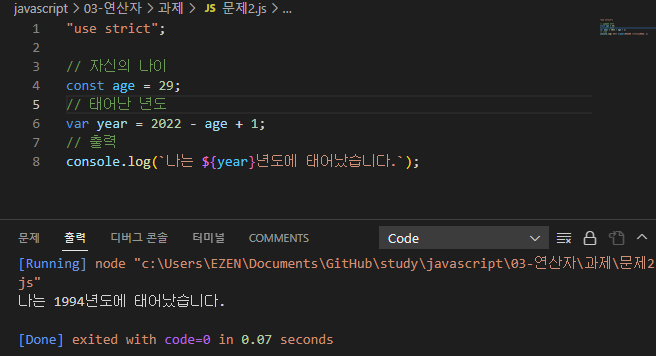 javascript > 03-연산자 > 과제 > JS 문제2.js > ...
1 "use strict";
2
3 // 자신의 나이
4 const age = 29;
5 // 태어난 년도
6 var year = 2022 - age + 1;
7 // 출력
8 console.log(`나는 ${year}년도에 태어났습니다.`);
문제 출력 디버그 콘솔 터미널 COMMENTS Code
[Running] node "c:\Users\EZEN\Documents\GitHub\study\javascript\03-연산자\과제\문제2
js"
나는 1994년도에 태어났습니다.
[Done] exited with code=0 in 0.07 seconds